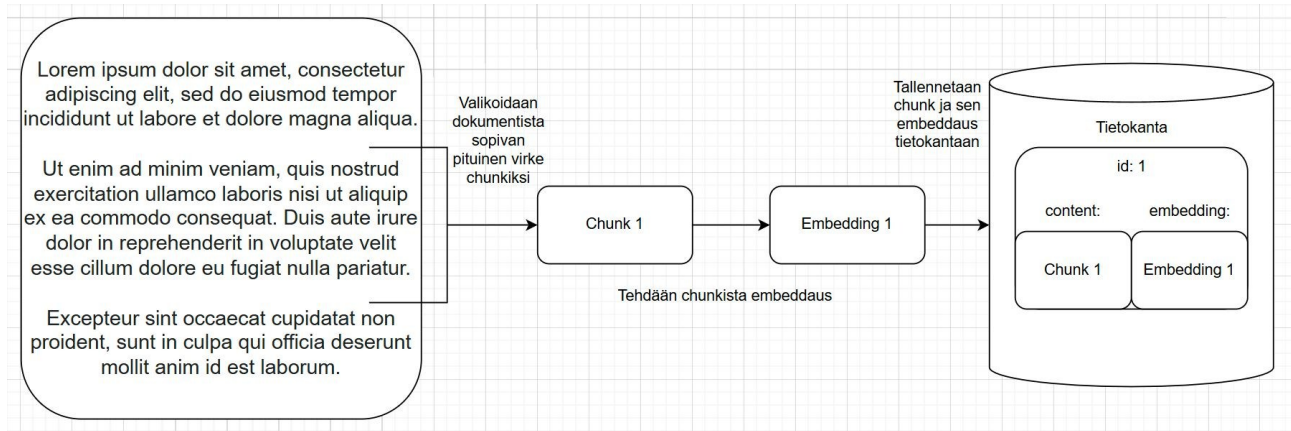 Lorem ipsum dolor sit amet, consectetur
adipiscing elit, sed do eiusmod tempor
incididunt ut labore et dolore magna aliqua.
Ut enim ad minim veniam, quis nostrud
exercitation ullamco laboris nisi ut aliquip
ex ea commodo consequat. Duis aute irure
dolor in reprehenderit in voluptate velit
esse cillum dolore eu fugiat nulla pariatur.
Excepteur sint occaecat cupidatat non
proident, sunt in culpa qui officia deserunt
mollit anim id est laborum.
Valikoidaan
dokumentista
sopivan
pituinen virke
chunkiksi
Chunk 1
Embedding 1
Tehdään chunkista embeddaus
Tallennetaan
chunk ja sen
embeddaus
tietokantaan
Tietokanta
id: 1
content:
embedding:
Chunk 1
Embedding 1